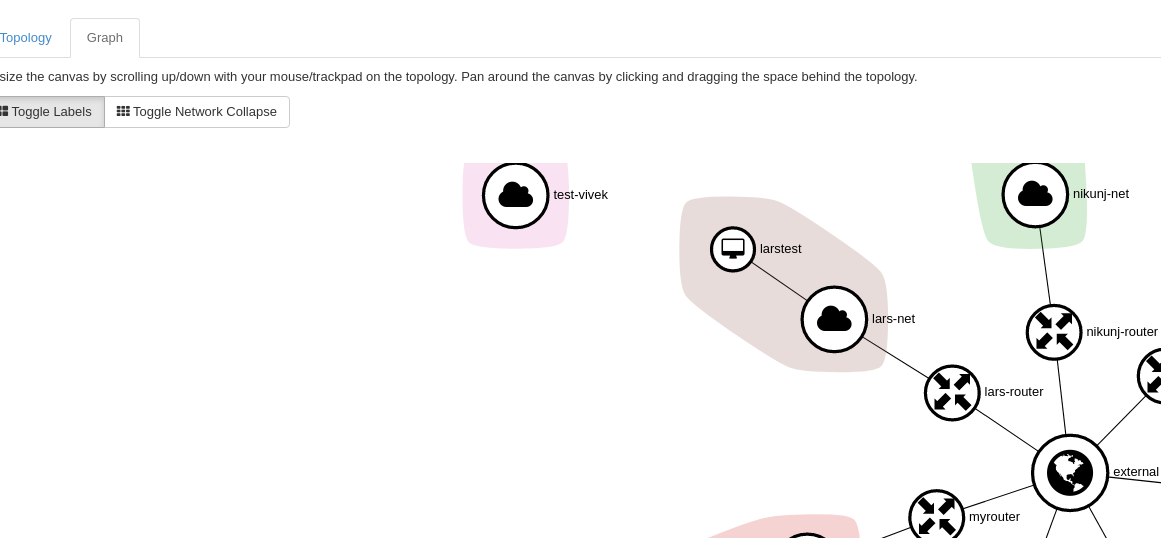 Topology Graph
size the canvas by scrolling up/down with your mouse/trackpad on the topology. Pan around the canvas by clicking and dragging the space behind the topology.
Toggle Labels Toggle Network Collapse
test-vivek
nikunj-net
larstest
lars-net
nikunj-router
lars-router
external
myrouter